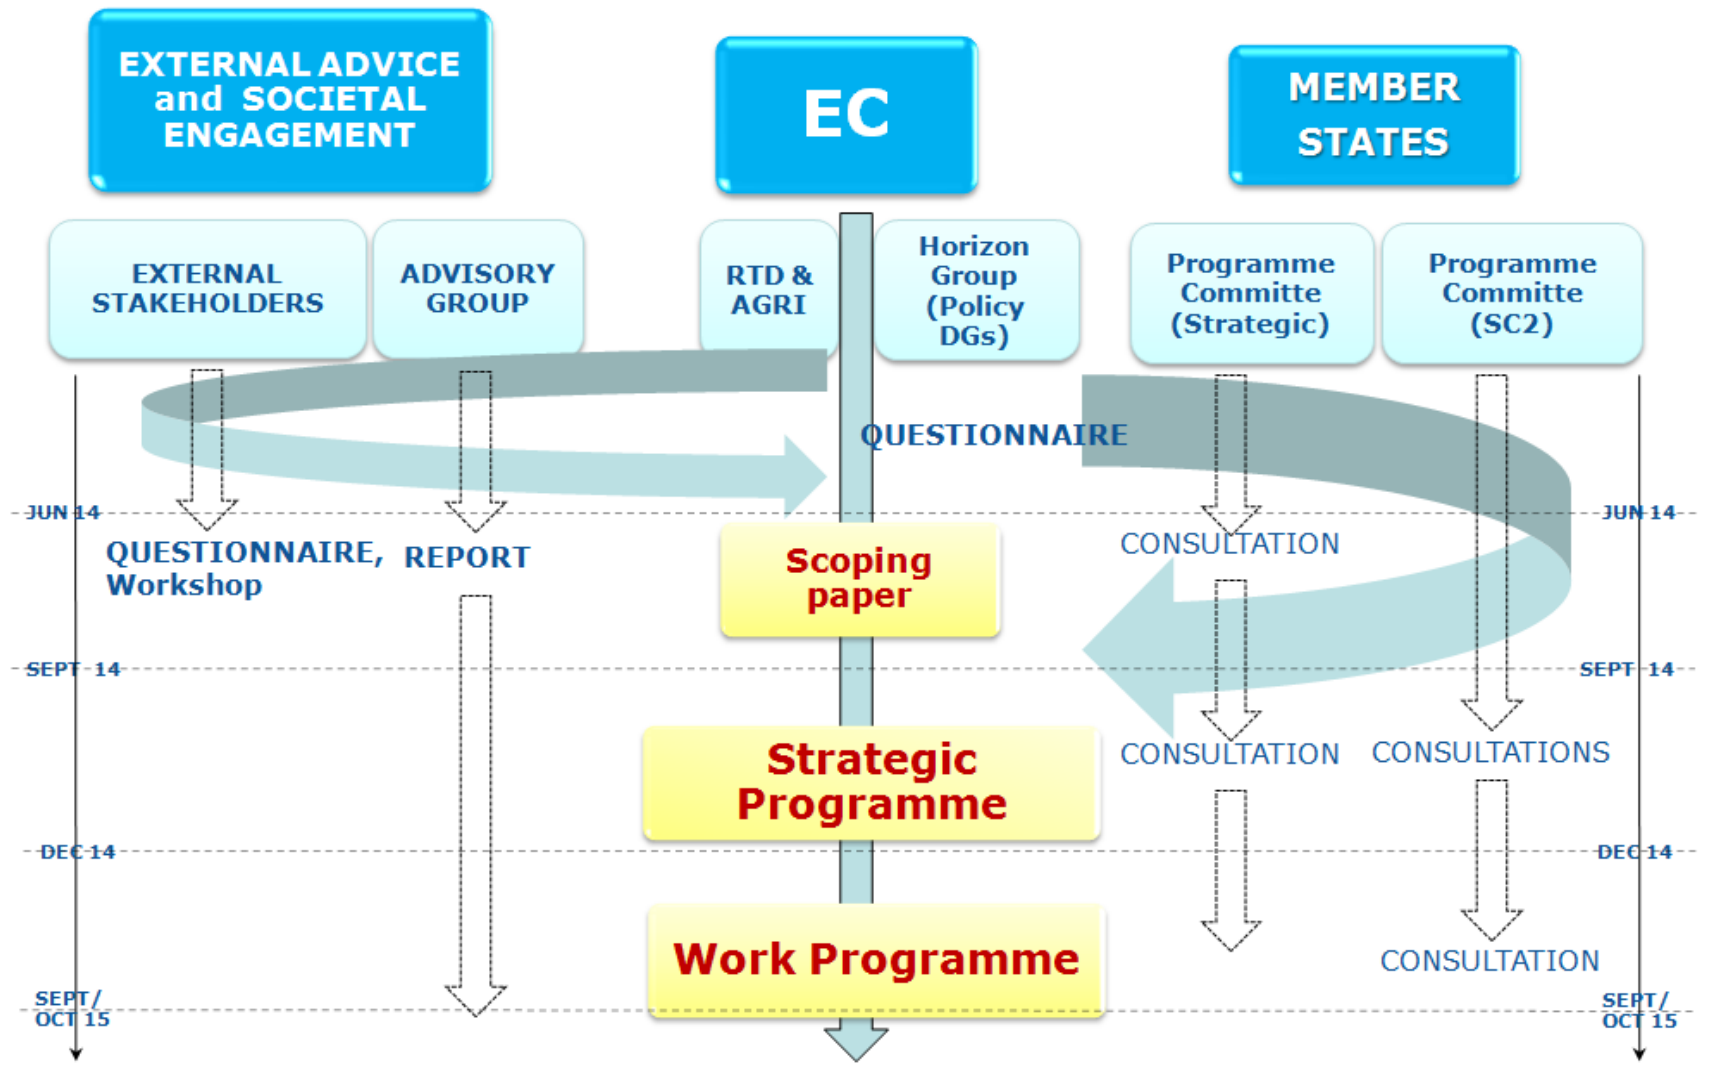 EXTERNAL ADVICE
and SOCIETAL
ENGAGEMENT
EC
MEMBER
STATES
EXTERNAL
STAKEHOLDERS
ADVISORY
GROUP
RTD &
AGRI
Horizon
Group
(Policy
DGs)
Programme
Committe
(Strategic)
Programme
Committe
(SC2)
QUESTIONNAIRE
JUN 14
JUN 14
QUESTIONNAIRE,
Workshop
REPORT
Scoping
paper
CONSULTATION
SEPT 14
SEPT 14
Strategic
Programme
CONSULTATION
CONSULTATIONS
DEC 14
DEC 14
Work Programme
CONSULTATION
SEPT/
OCT 15
SEPT/
OCT 15